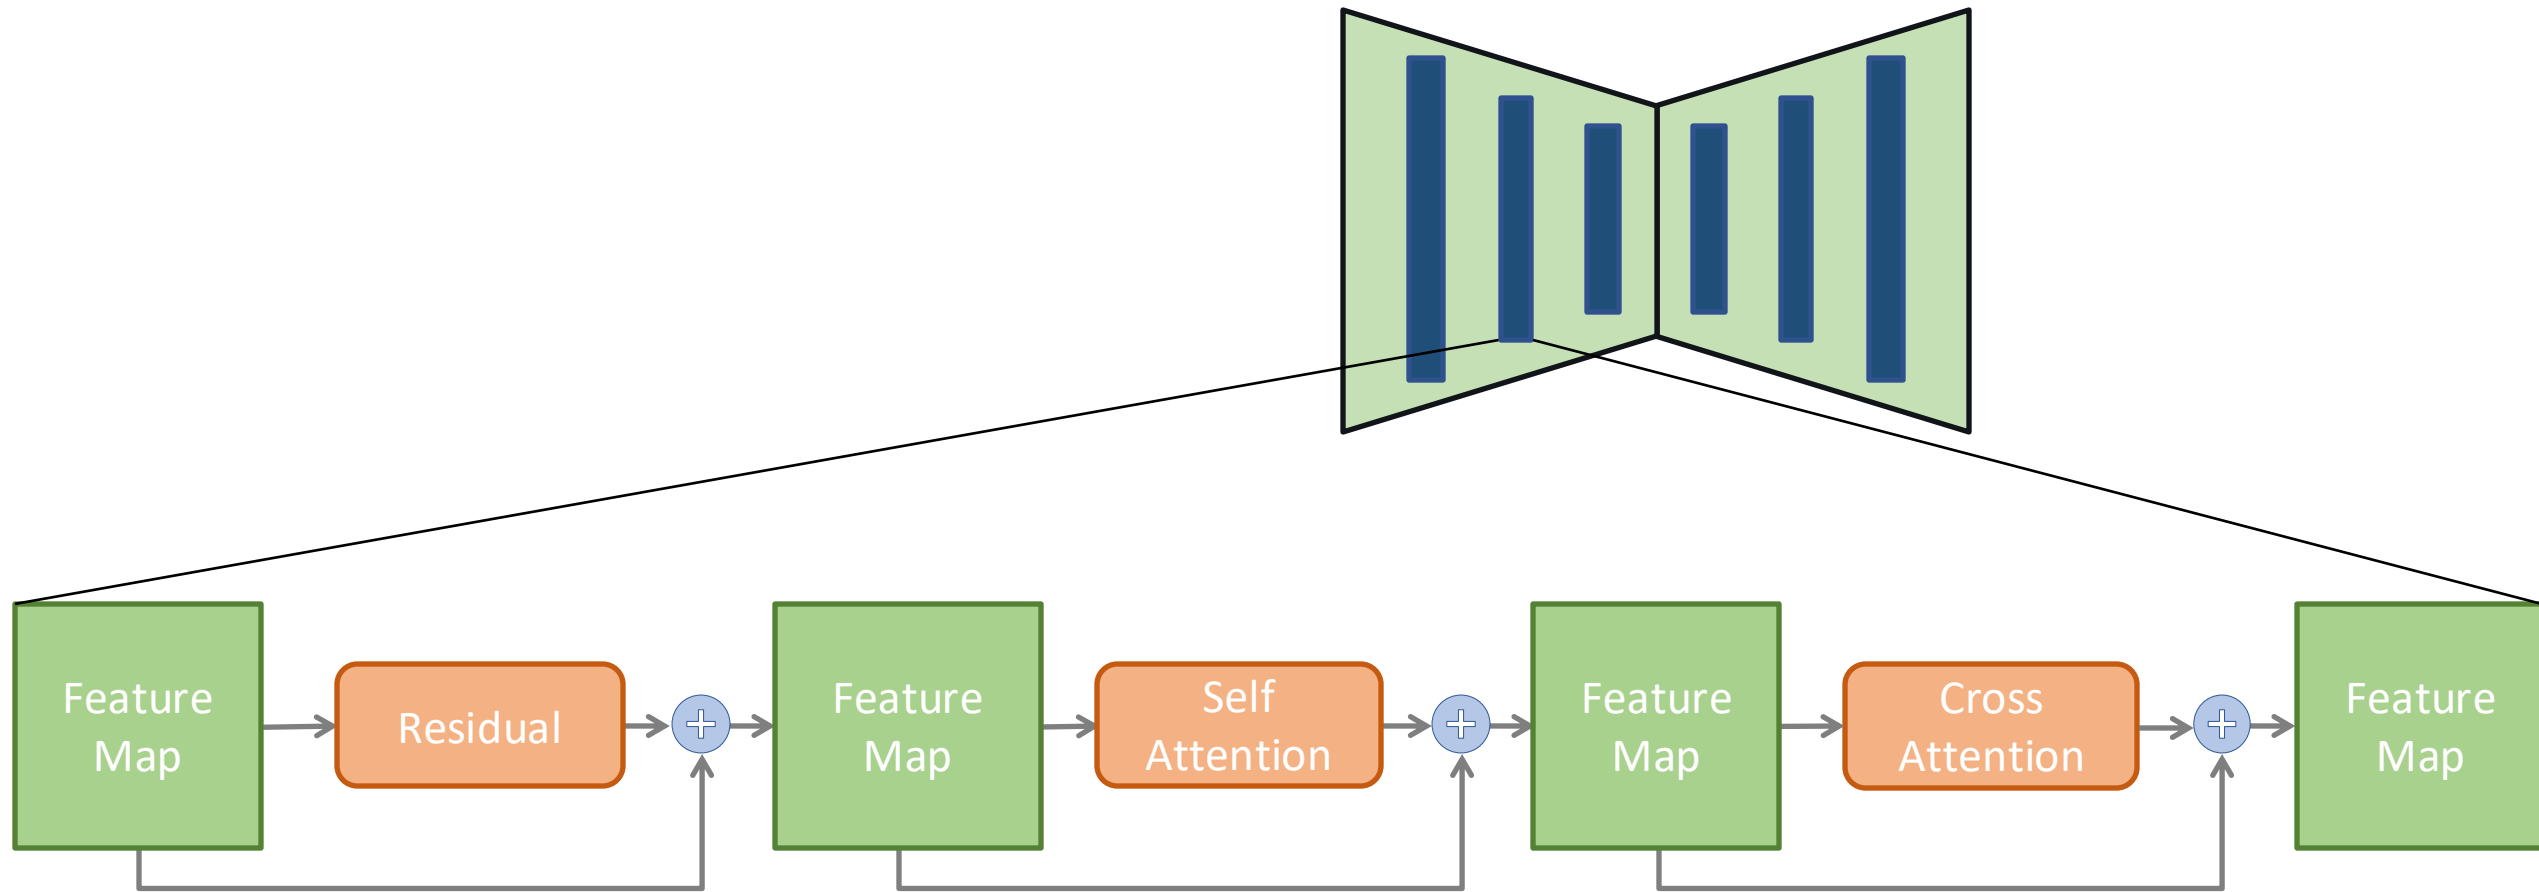 Feature
Map
Residual
Feature
Map
Self
Attention
Feature
Map
Cross
Attention
Feature
Map